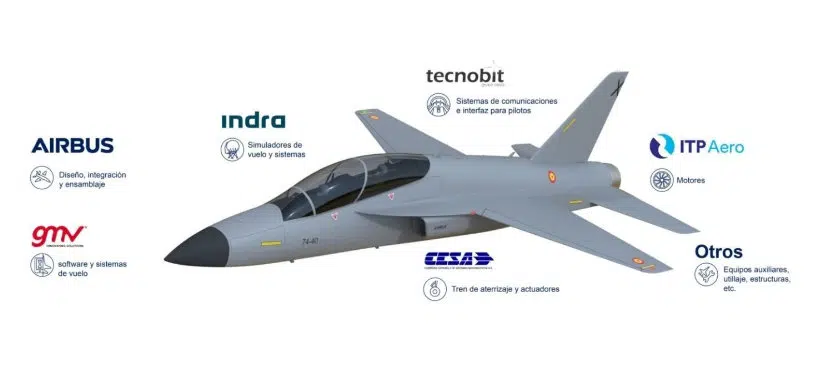 AIRBUS
Diseño, integración
y ensamblaje
gmv
software y sistemas
de vuelo
indra
Simuladores de
vuelo y sistemas
tecnobit
Sistemas de comunicaciones
e interfaz para pilotos
ITP Aero
Motores
CESA
Tren de aterrizaje y actuadores
Otros
Equipos auxiliares,
utillaje, estructuras,
etc.
74-40